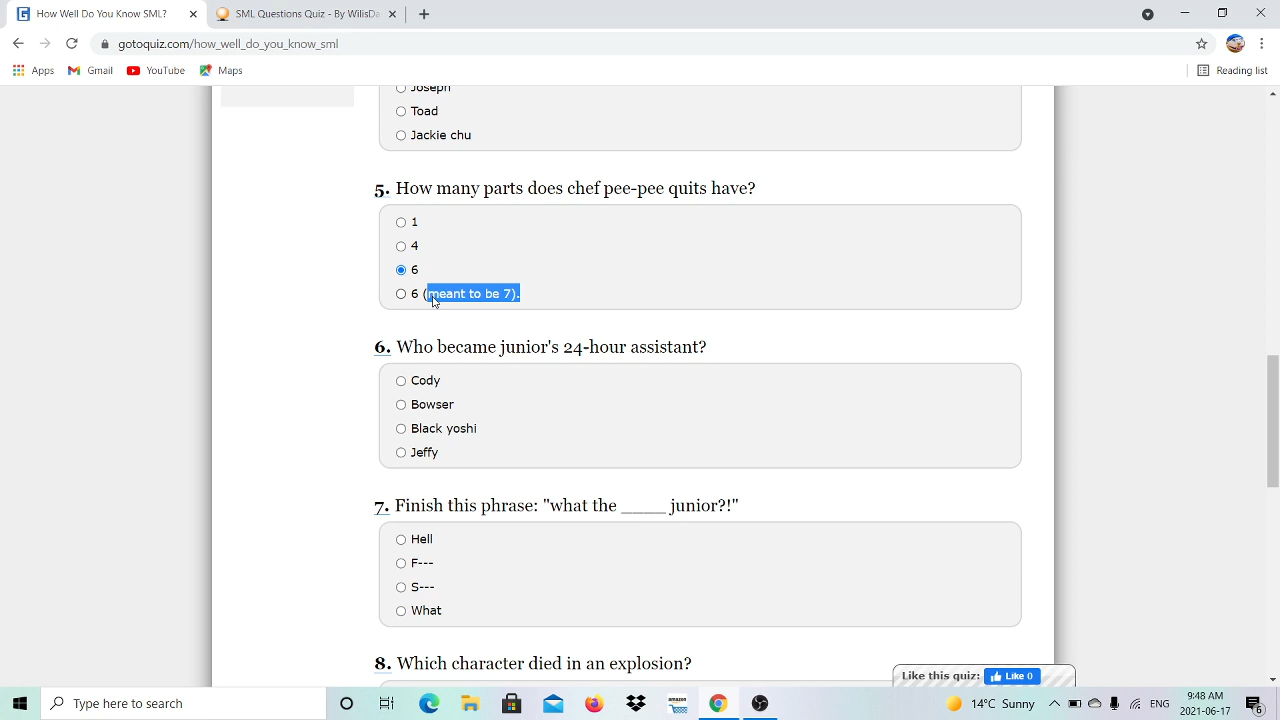 How Well Do You Know SML?
SML Questions Quiz - By WilisDa
gotoquiz.com/how_well_do_you_know_sml
Apps
Gmail
YouTube
Maps
Reading list
Joseph
Toad
Jackie chu
5. How many parts does chef pee-pee quits have?
1
4
6
6 (meant to be 7).
6. Who became junior's 24-hour assistant?
Cody
Bowser
Black yoshi
Jeffy
7. Finish this phrase: "what the ____ junior?!"
Hell
F---
S---
What
8. Which character died in an explosion?
Like this quiz: Like 0
Type here to search
amazon
14°C Sunny
ENG
9:48 AM
2021-06-17
6